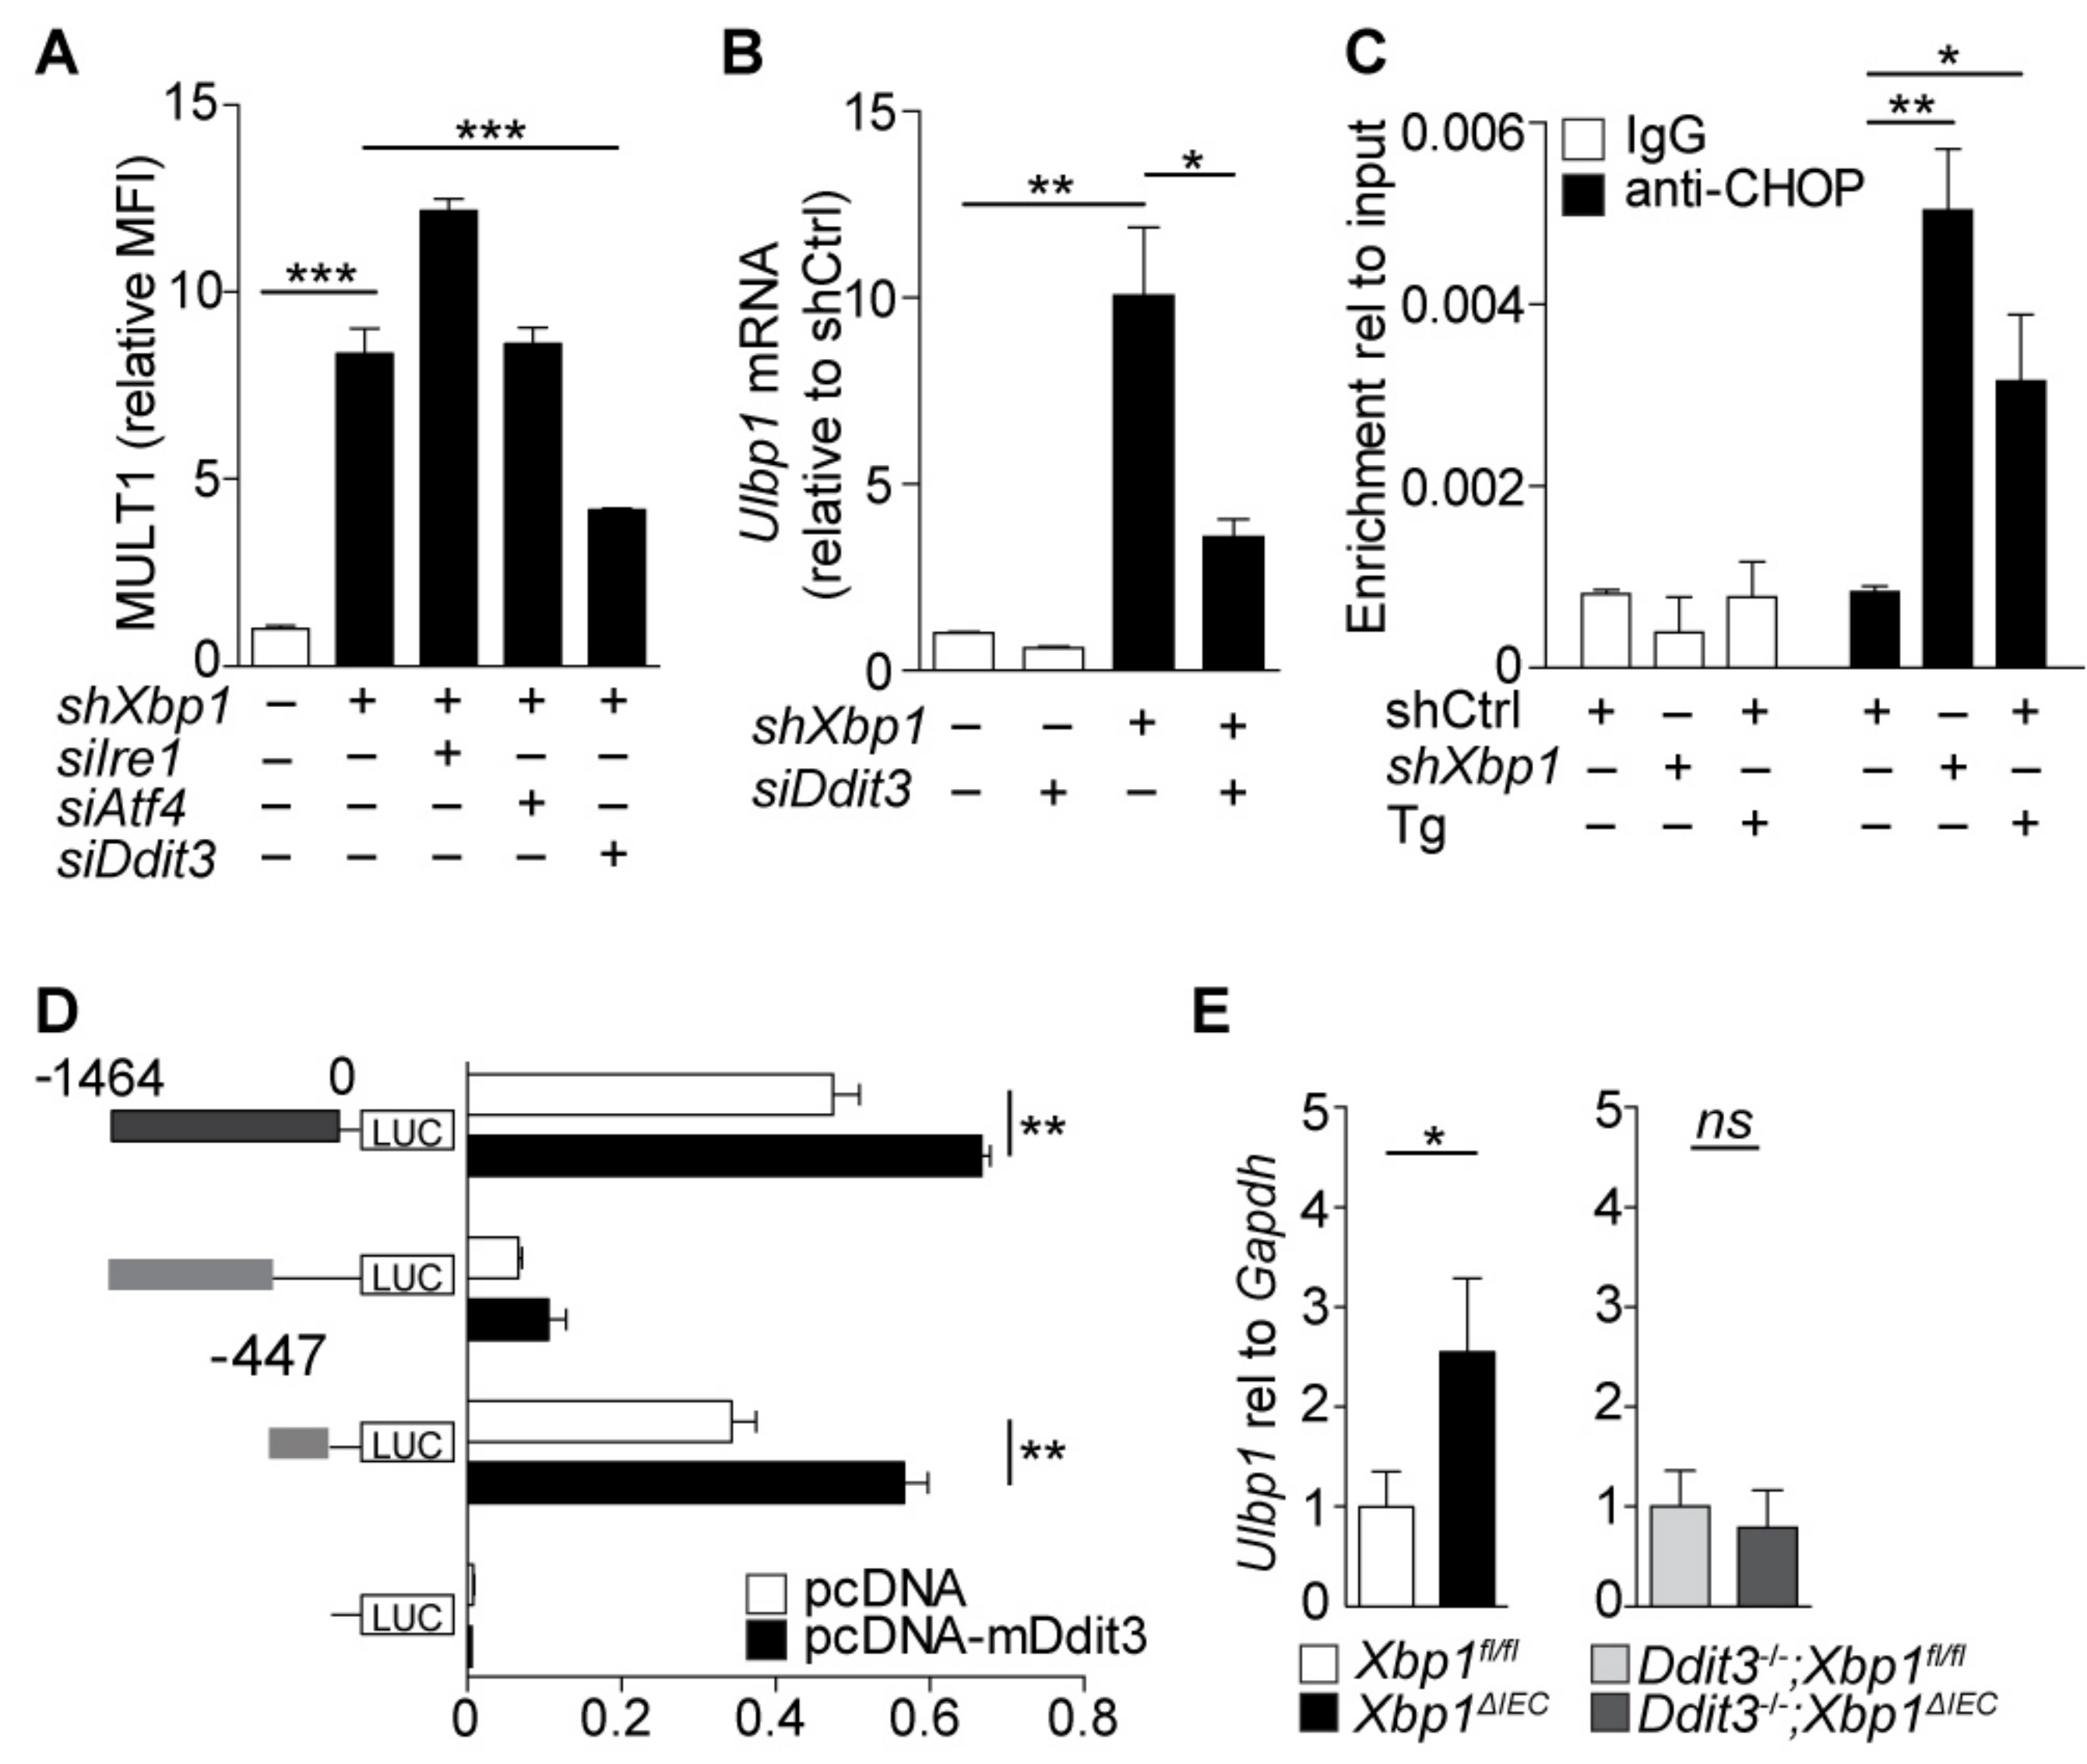 A
MULT1 (relative MFI)
15
10
5
0
***
***
shXbp1 – + + + +
siIre1 – – + – –
siAtf4 – – – + –
siDdit3 – – – – +
B
Ulbp1 mRNA
(relative to shCtrl)
15
10
5
0
**
*
shXbp1 – – + +
siDdit3 – + – +
C
Enrichment rel to input
0.006
0.004
0.002
0
IgG
anti-CHOP
*
**
shCtrl + – + + – +
shXbp1 – + – – + –
Tg – – + – – +
D
-1464 0
LUC
**
LUC
-447
LUC
**
LUC
pcDNA
pcDNA-mDdit3
0 0.2 0.4 0.6 0.8
E
Ulbp1 rel to Gapdh
5
4
3
2
1
0
*
Xbp1fl/fl
Xbp1ΔIEC
5
4
3
2
1
0
ns
Ddit3-/-;Xbp1fl/fl
Ddit3-/-;Xbp1ΔIEC